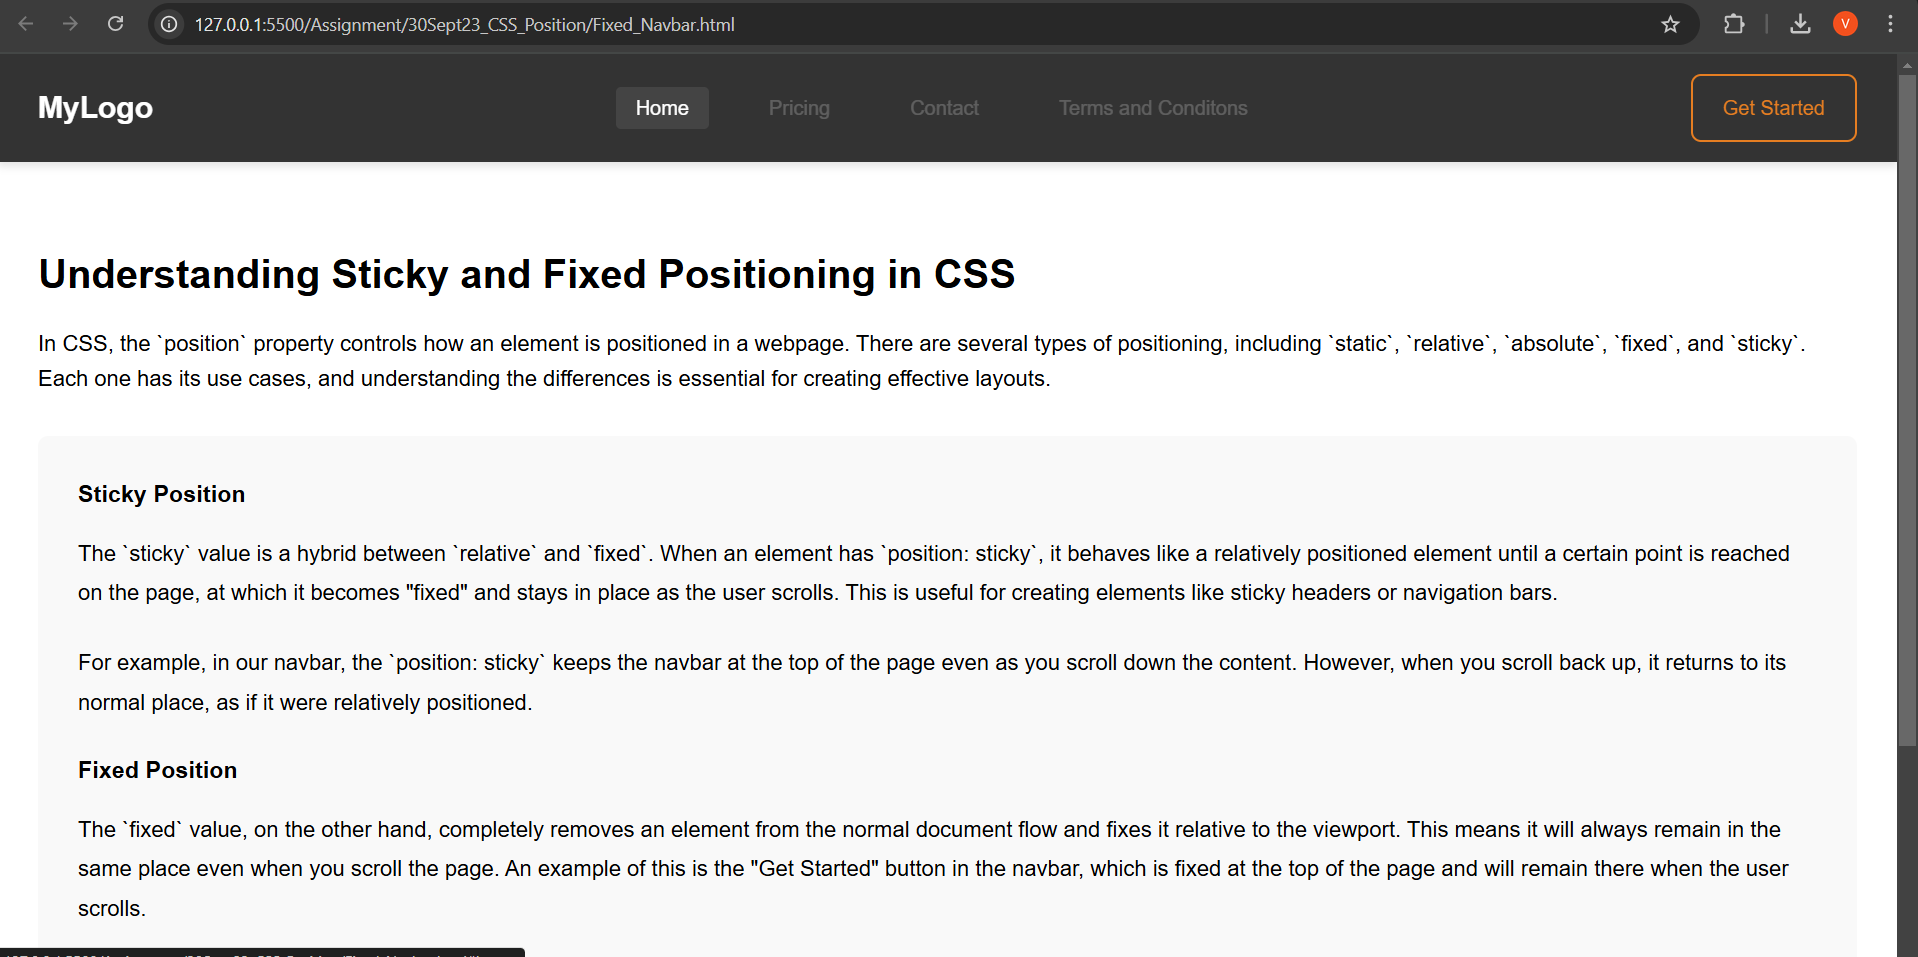 127.0.0.1:5500/Assignment/30Sept23_CSS_Position/Fixed_Navbar.html
V
MyLogo
Home
Pricing
Contact
Terms and Conditons
Get Started
Understanding Sticky and Fixed Positioning in CSS
In CSS, the `position` property controls how an element is positioned in a webpage. There are several types of positioning, including `static`, `relative`, `absolute`, `fixed`, and `sticky`.
Each one has its use cases, and understanding the differences is essential for creating effective layouts.
Sticky Position
The `sticky` value is a hybrid between `relative` and `fixed`. When an element has `position: sticky`, it behaves like a relatively positioned element until a certain point is reached
on the page, at which it becomes "fixed" and stays in place as the user scrolls. This is useful for creating elements like sticky headers or navigation bars.
For example, in our navbar, the `position: sticky` keeps the navbar at the top of the page even as you scroll down the content. However, when you scroll back up, it returns to its
normal place, as if it were relatively positioned.
Fixed Position
The `fixed` value, on the other hand, completely removes an element from the normal document flow and fixes it relative to the viewport. This means it will always remain in the
same place even when you scroll the page. An example of this is the "Get Started" button in the navbar, which is fixed at the top of the page and will remain there when the user
scrolls.